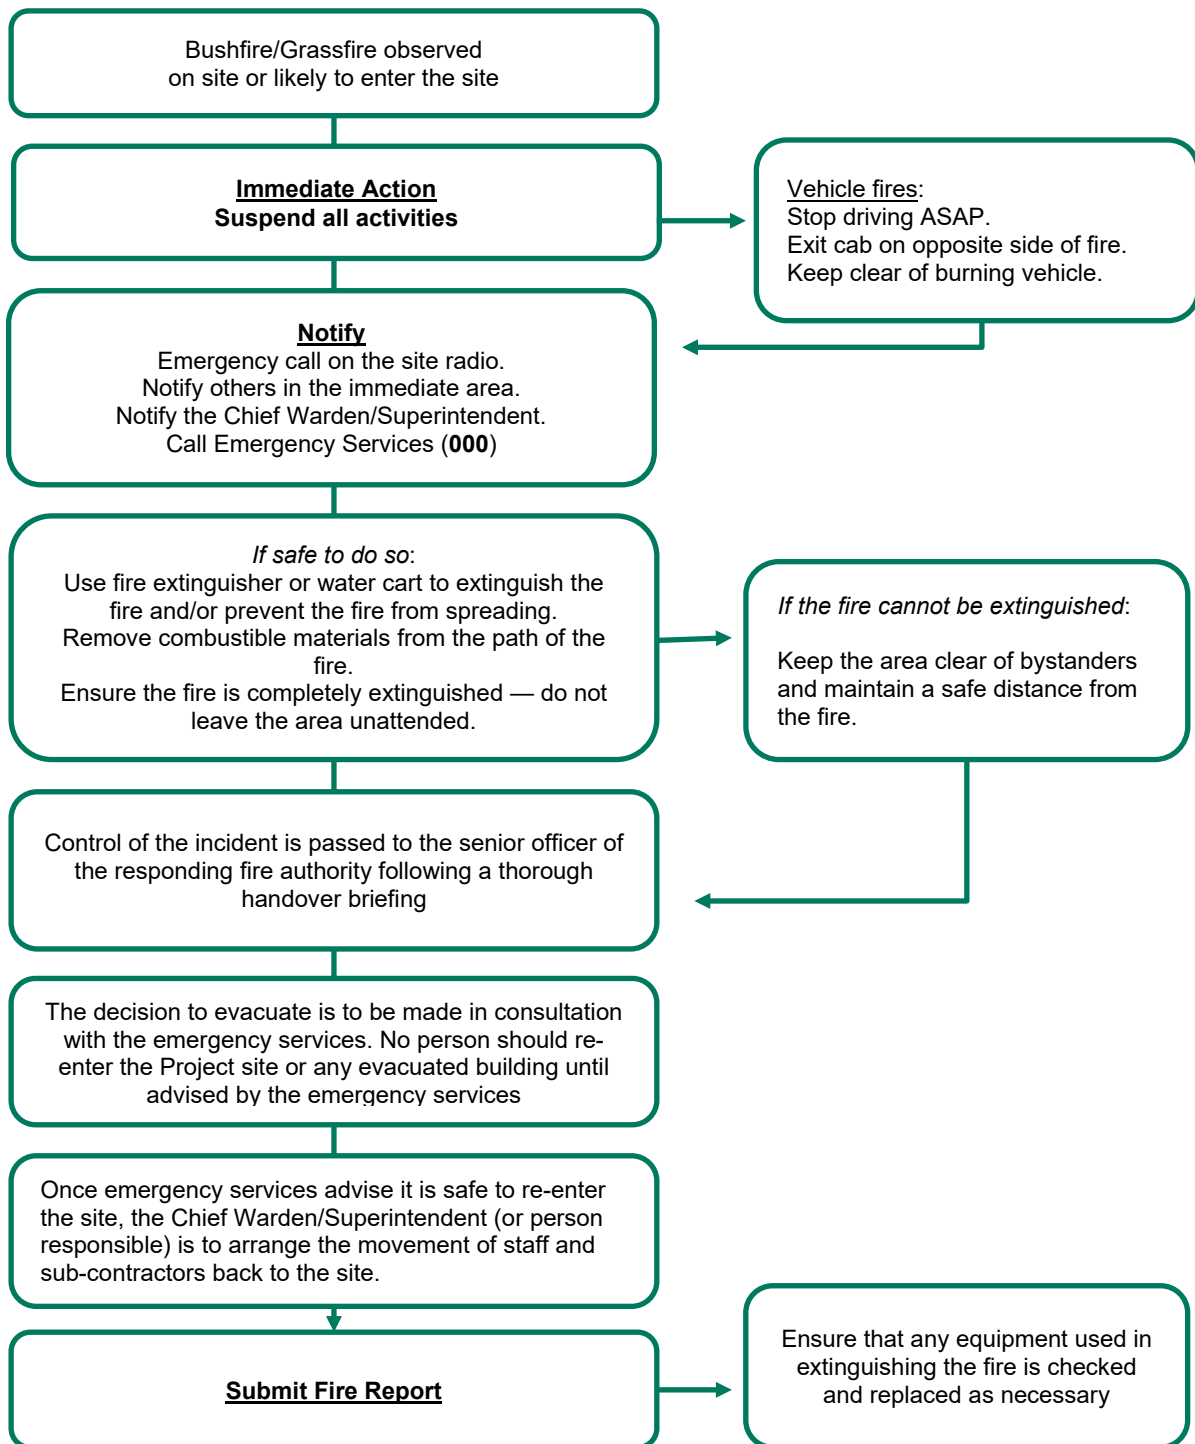 Bushfire/Grassfire observed
on site or likely to enter the site
Immediate Action
Suspend all activities
Vehicle fires:
Stop driving ASAP.
Exit cab on opposite side of fire.
Keep clear of burning vehicle.
Notify
Emergency call on the site radio.
Notify others in the immediate area.
Notify the Chief Warden/Superintendent.
Call Emergency Services (000)
If safe to do so:
Use fire extinguisher or water cart to extinguish the
fire and/or prevent the fire from spreading.
Remove combustible materials from the path of the
fire.
Ensure the fire is completely extinguished — do not
leave the area unattended.
If the fire cannot be extinguished:
Keep the area clear of bystanders
and maintain a safe distance from
the fire.
Control of the incident is passed to the senior officer of
the responding fire authority following a thorough
handover briefing
The decision to evacuate is to be made in consultation
with the emergency services. No person should re-
enter the Project site or any evacuated building until
advised by the emergency services
Once emergency services advise it is safe to re-enter
the site, the Chief Warden/Superintendent (or person
responsible) is to arrange the movement of staff and
sub-contractors back to the site.
Submit Fire Report
Ensure that any equipment used in
extinguishing the fire is checked
and replaced as necessary